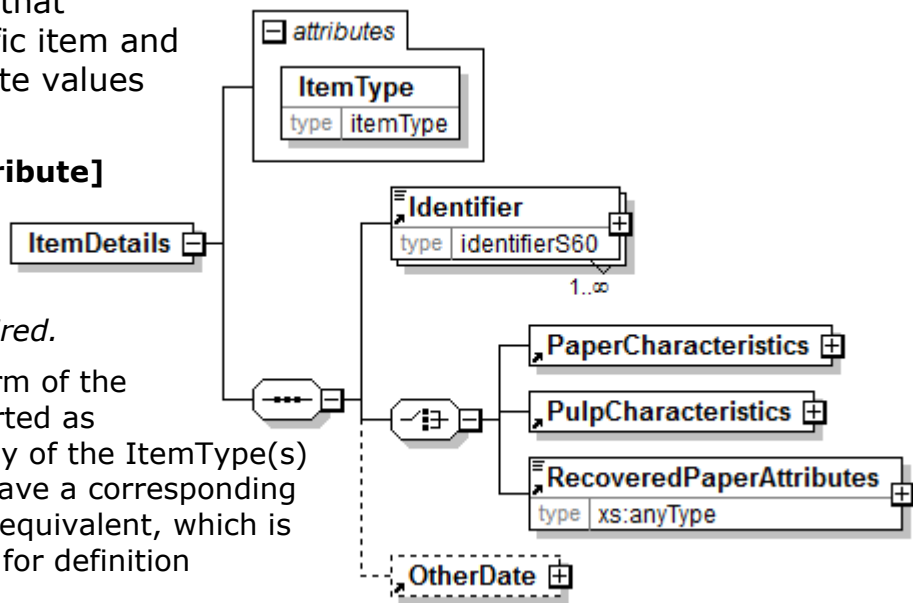 that
fic item and
te values
ribute]
ired.
rm of the
rted as
y of the ItemType(s)
ave a corresponding
equivalent, which is
for definition
attributes
ItemType
type itemType
ItemDetails
Identifier
type identifierS60
1..∞
PaperCharacteristics
PulpCharacteristics
RecoveredPaperAttributes
type xs:anyType
OtherDate